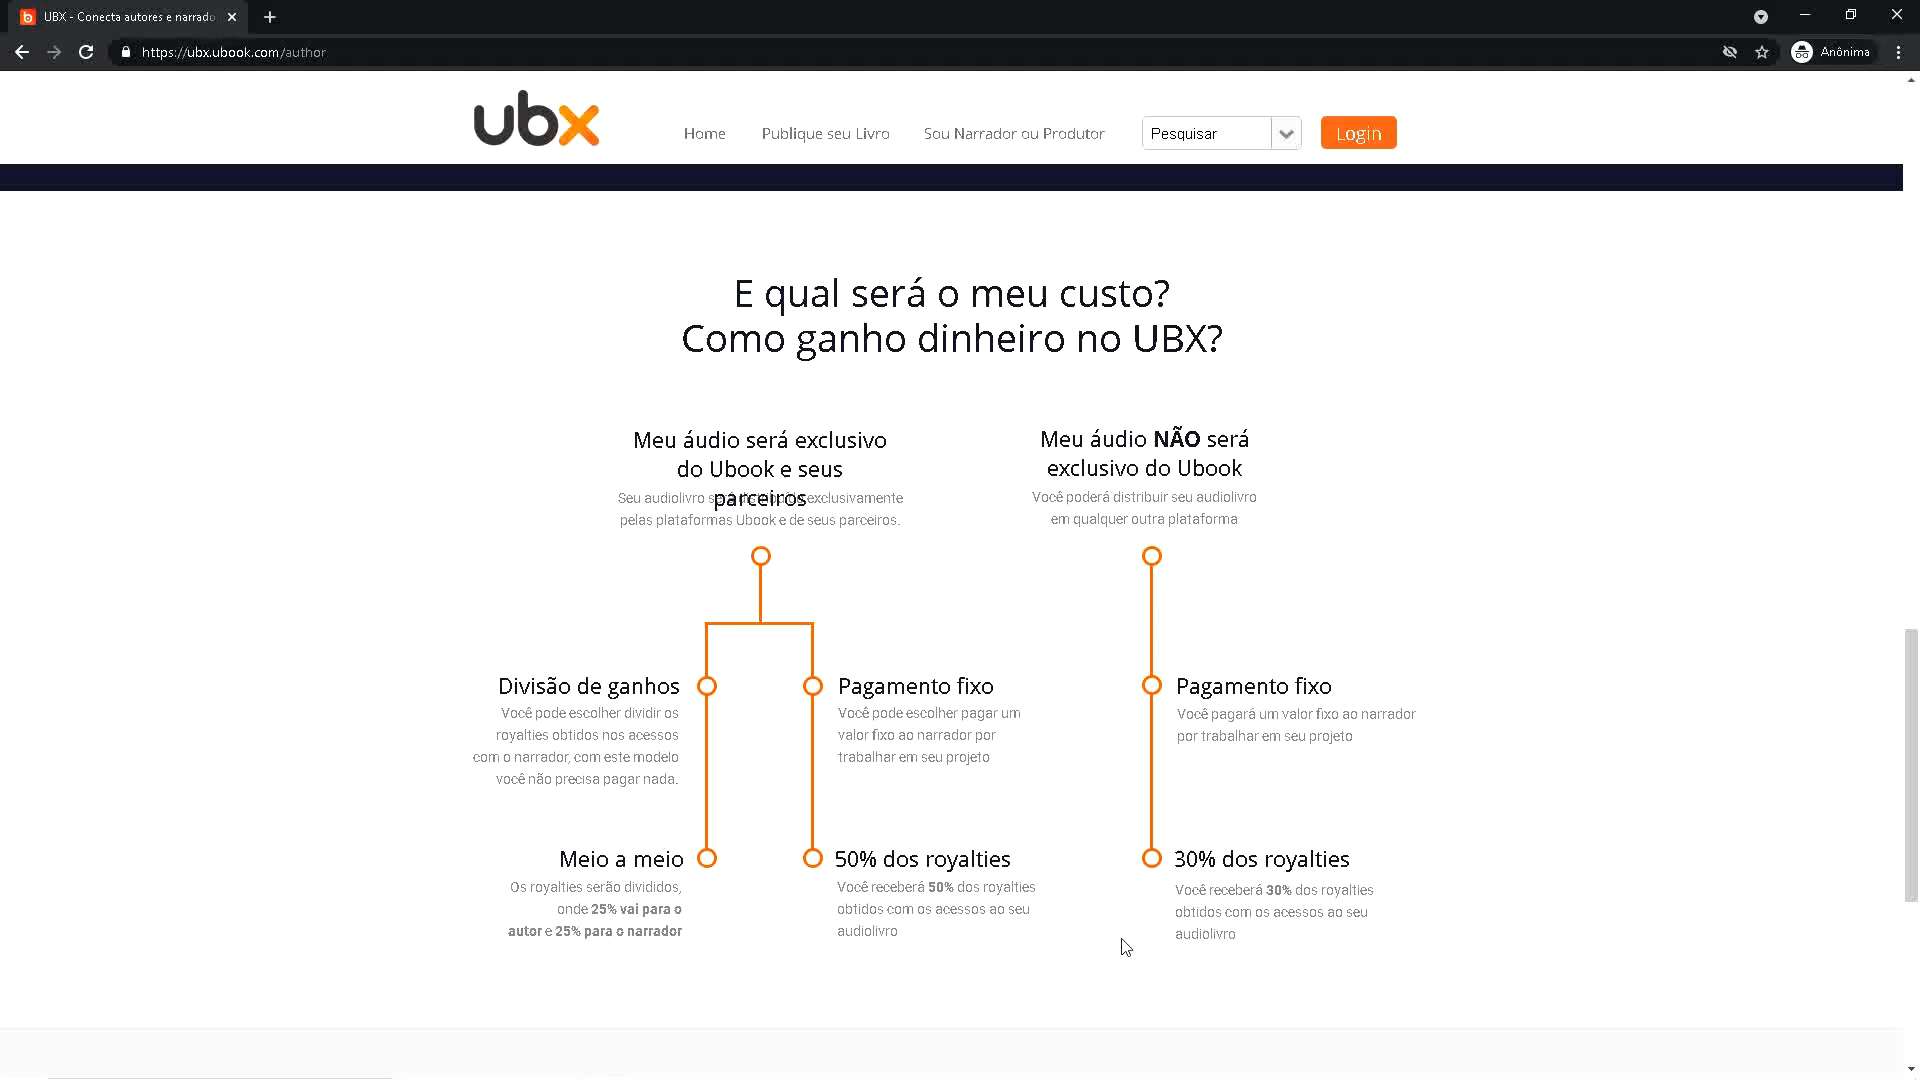 UBX - Conecta autores e narrado
https://ubx.ubook.com/author
Anônima
ubx
Home
Publique seu Livro
Sou Narrador ou Produtor
Pesquisar
Login
E qual será o meu custo?
Como ganho dinheiro no UBX?
Meu áudio será exclusivo
do Ubook e seus
parceiros
Seu audiolivro será distribuído exclusivamente
pelas plataformas Ubook e de seus parceiros.
Meu áudio NÃO será
exclusivo do Ubook
Você poderá distribuir seu audiolivro
em qualquer outra plataforma
Divisão de ganhos
Você pode escolher dividir os
royalties obtidos nos acessos
com o narrador, com este modelo
você não precisa pagar nada.
Pagamento fixo
Você pode escolher pagar um
valor fixo ao narrador por
trabalhar em seu projeto
Pagamento fixo
Você pagará um valor fixo ao narrador
por trabalhar em seu projeto
Meio a meio
Os royalties serão divididos,
onde 25% vai para o
autor e 25% para o narrador
50% dos royalties
Você receberá 50% dos royalties
obtidos com os acessos ao seu
audiolivro
30% dos royalties
Você receberá 30% dos royalties
obtidos com os acessos ao seu
audiolivro